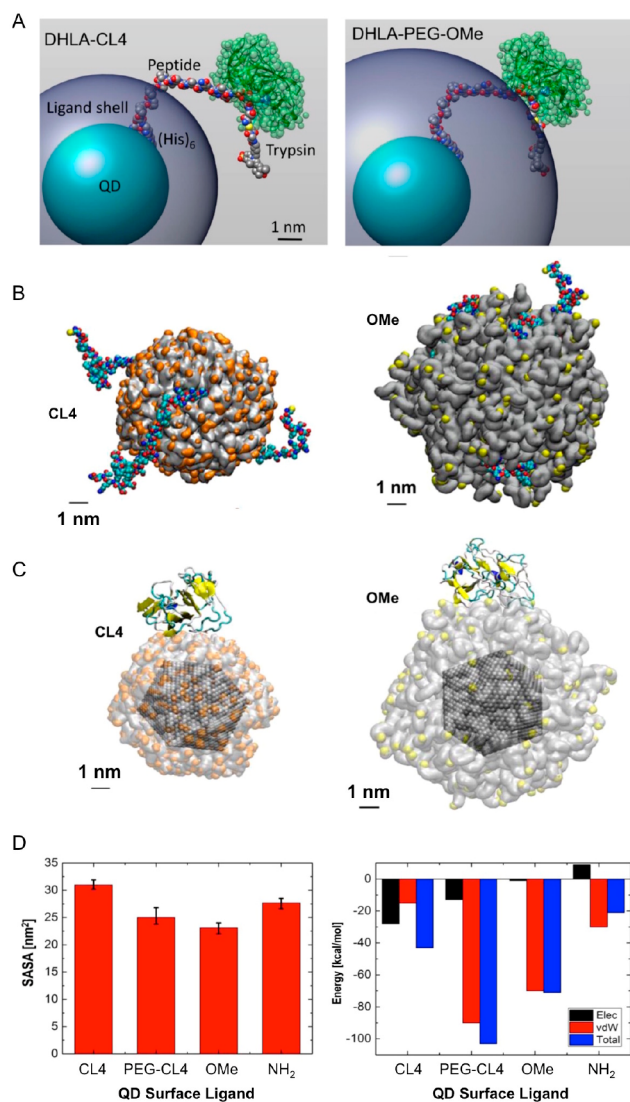 A
DHLA-CL4
DHLA-PEG-OMe
Peptide
Ligand shell
(His)6
Trypsin
QD
1 nm
B
OMe
CL4
1 nm
1 nm
C
CL4
OMe
1 nm
1 nm
D
SASA [nm2]
35
30
25
20
15
10
5
0
CL4 PEG-CL4 OMe NH2
QD Surface Ligand
Energy [kcal/mol]
0
-20
-40
-60
-80
-100
Elec
vdW
Total
CL4 PEG-CL4 OMe NH2
QD Surface Ligand